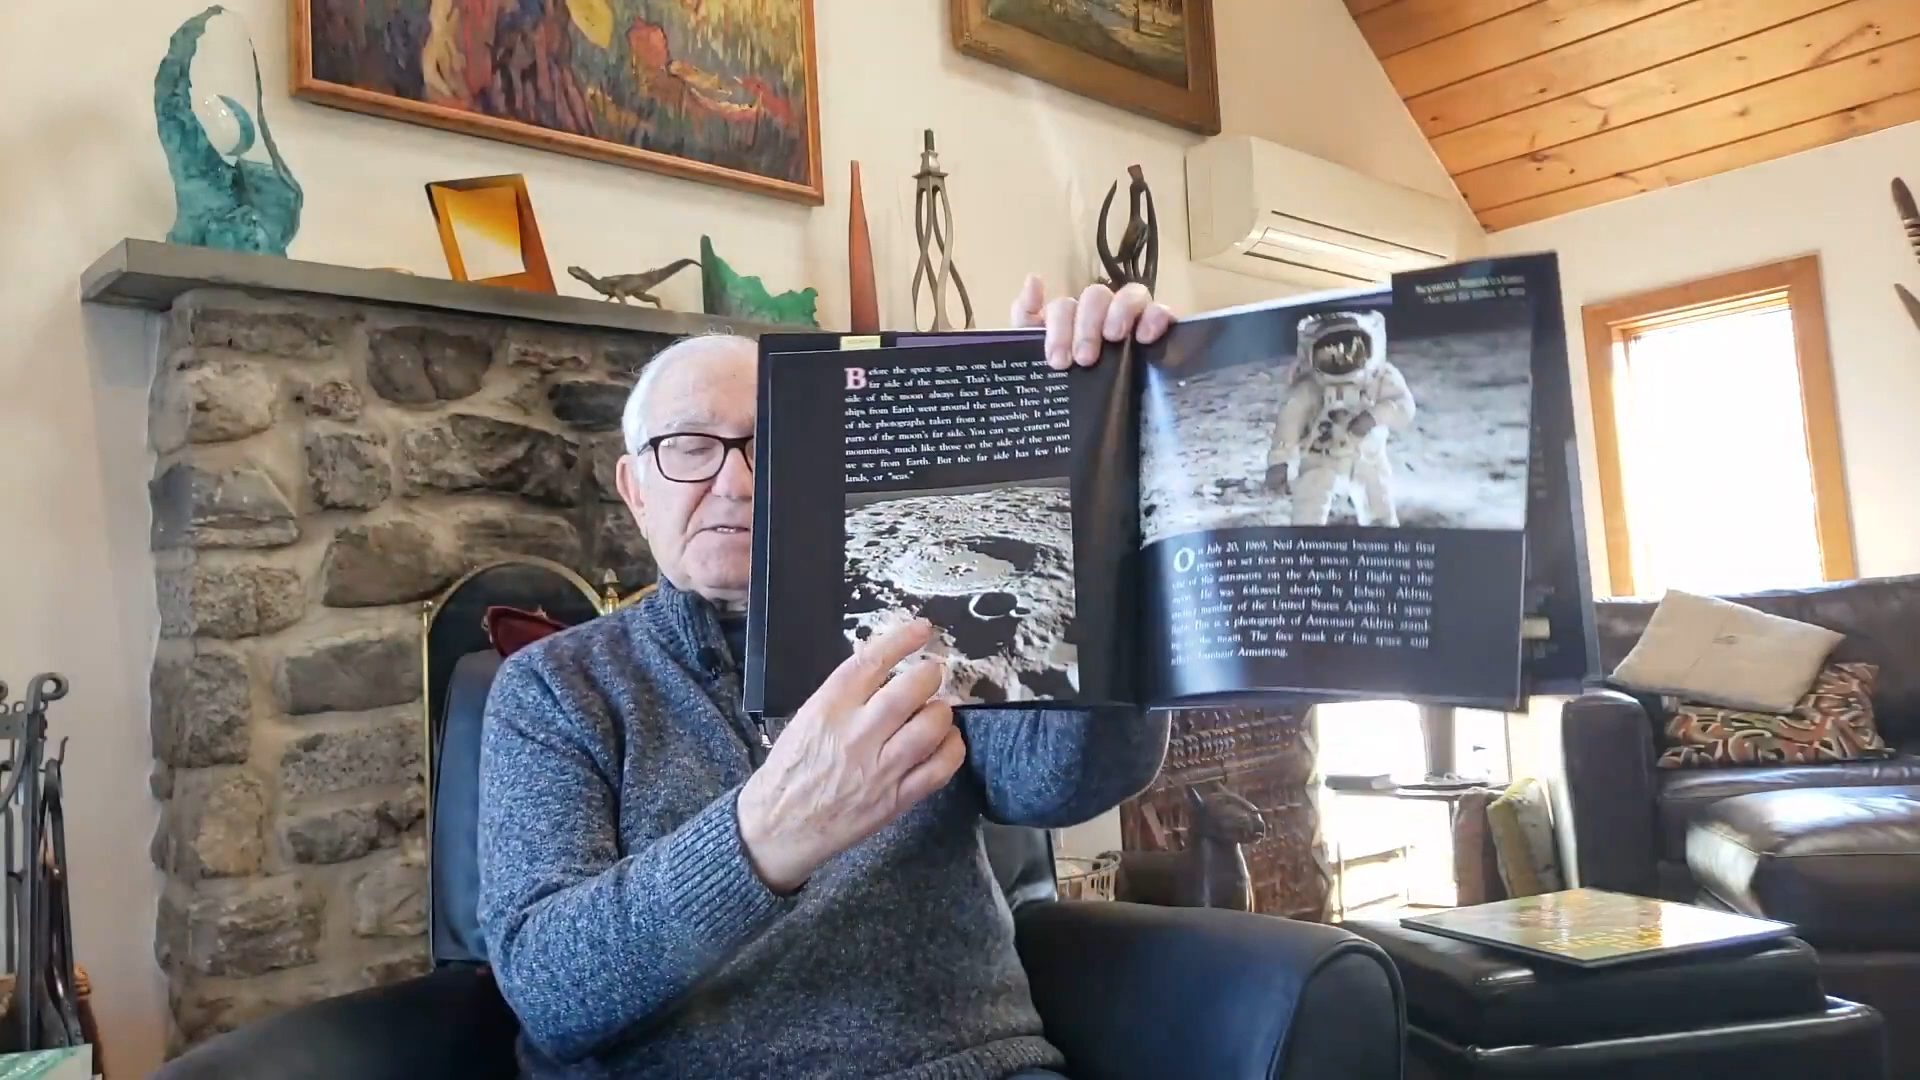 Before the space age, no one had ever seen
far side of the moon. That's because the same
side of the moon always faces Earth. Then, space-
ships from Earth went around the moon. Here is one
of the photographs taken from a spaceship. It shows
parts of the moon's far side. You can see craters and
mountains, much like those on the side of the moon
we see from Earth. But the far side has few flat-
lands, or "seas."
On July 20, 1969, Neil Armstrong became the first
person to set foot on the moon. Armstrong was
one of the astronauts on the Apollo 11 flight to the
moon. He was followed shortly by Edwin Aldrin,
member of the United States Apollo 11 space
flight. This is a photograph of Astronaut Aldrin stand-
ing on the moon. The face mask of his space suit
Astronaut Armstrong.